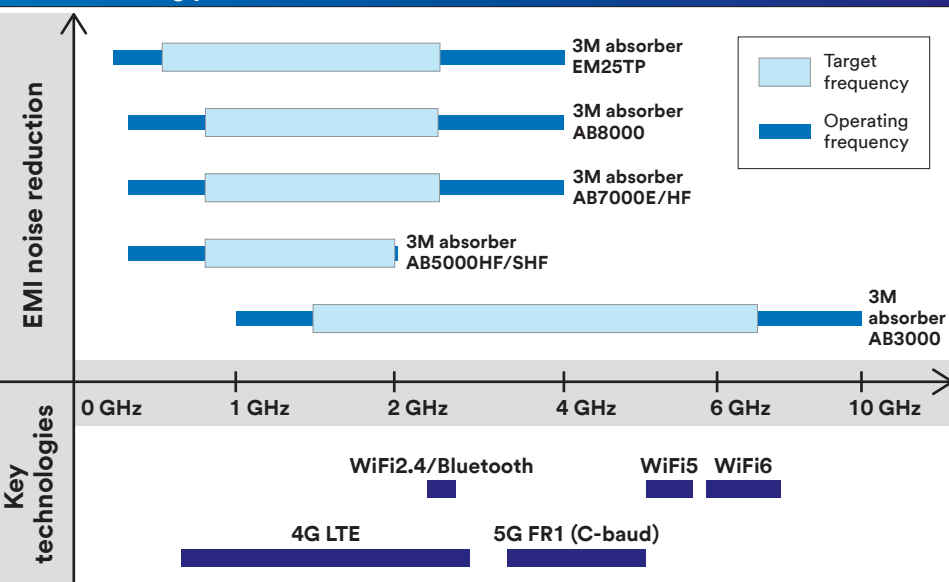 3M absorber
EM25TP
3M absorber
AB8000
3M absorber
AB7000E/HF
3M absorber
AB5000HF/SHF
3M
absorber
AB3000
Target
frequency
Operating
frequency
EMI noise reduction
0 GHz
1 GHz
2 GHz
4 GHz
6 GHz
10 GHz
Key
technologies
WiFi2.4/Bluetooth
WiFi5
WiFi6
4G LTE
5G FR1 (C-baud)